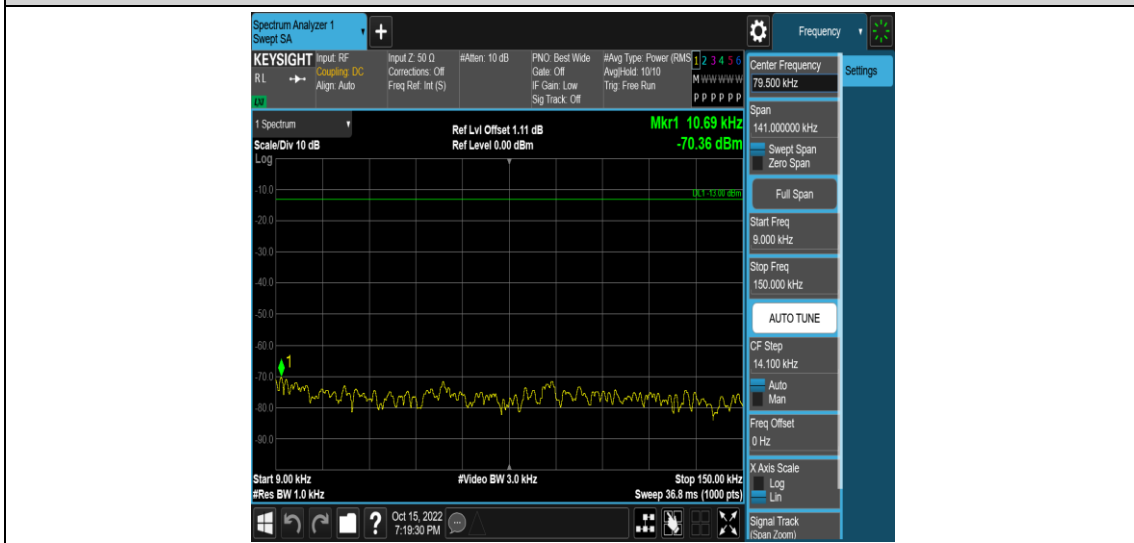 Spectrum Analyzer 1
Swept SA
+
Frequency
KEYSIGHT
RL
LXI
Input: RF
Coupling: DC
Align: Auto
Input Z: 50 Ω
Corrections: Off
Freq Ref: Int (S)
#Atten: 10 dB
PNO: Best Wide
Gate: Off
IF Gain: Low
Sig Track: Off
#Avg Type: Power (RMS
Avg|Hold: 10/10
Trig: Free Run
1 2 3 4 5 6
M W W W W W
P P P P P P
Center Frequency
79.500 kHz
Settings
1 Spectrum
Scale/Div 10 dB
Ref Lvl Offset 1.11 dB
Ref Level 0.00 dBm
Mkr1 10.69 kHz
-70.36 dBm
Log
-10.0
-20.0
-30.0
-40.0
-50.0
-60.0
-70.0
-80.0
-90.0
DL1 -13.00 dBm
1
Start 9.00 kHz
#Res BW 1.0 kHz
#Video BW 3.0 kHz
Stop 150.00 kHz
Sweep 36.8 ms (1000 pts)
Span
141.000000 kHz
Swept Span
Zero Span
Full Span
Start Freq
9.000 kHz
Stop Freq
150.000 kHz
AUTO TUNE
CF Step
14.100 kHz
Auto
Man
Freq Offset
0 Hz
X Axis Scale
Log
Lin
Signal Track
(Span Zoom)
?
Oct 15, 2022
7:19:30 PM